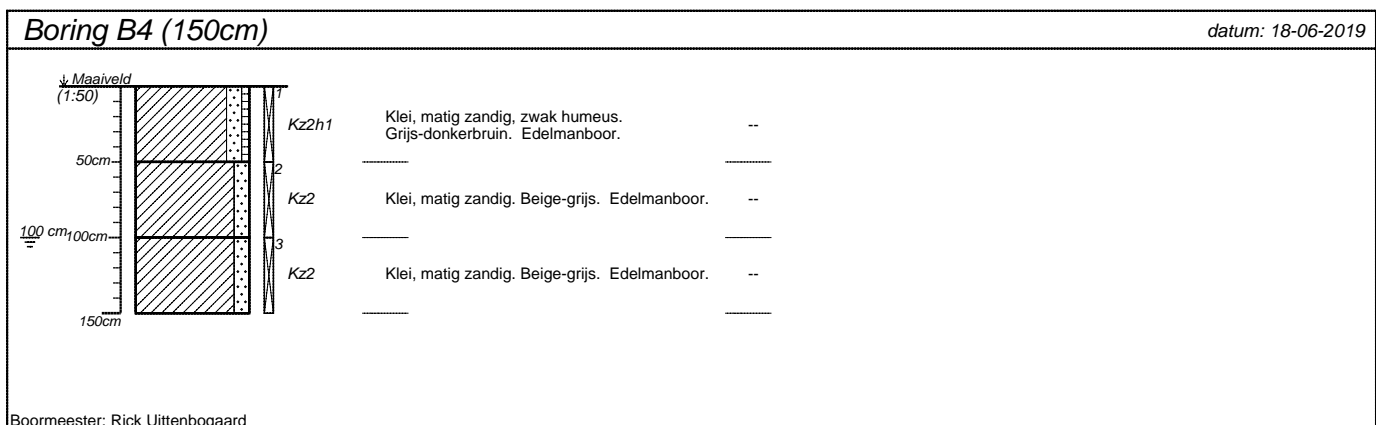 Boring B4 (150cm)
datum: 18-06-2019
Maaiveld
(1:50)
1
Kz2h1
Klei, matig zandig, zwak humeus.
Grijs-donkerbruin. Edelmanboor.
--
50cm
2
Kz2
Klei, matig zandig. Beige-grijs. Edelmanboor.
--
100 cm
100cm
3
Kz2
Klei, matig zandig. Beige-grijs. Edelmanboor.
--
150cm
Boormeester: Rick Uittenbogaard